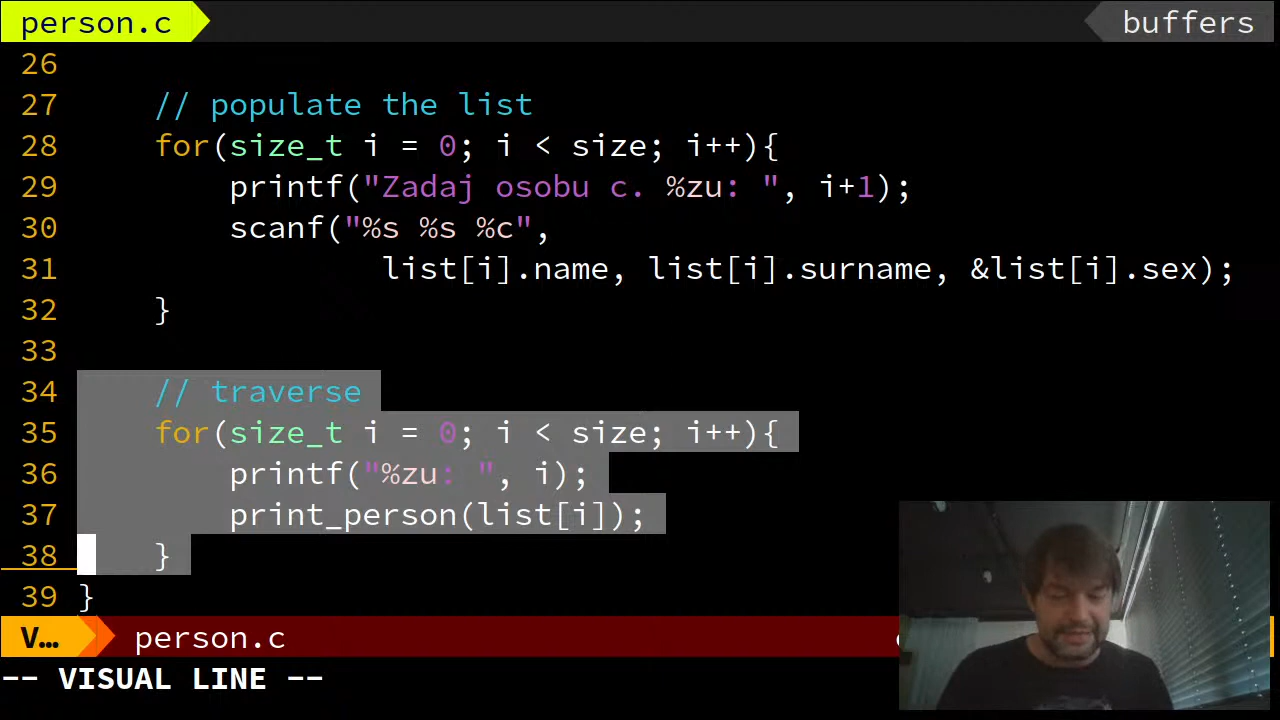 person.c
buffers
26
27 // populate the list
28 for(size_t i = 0; i < size; i++){
29 printf("Zadaj osobu c. %zu: ", i+1);
30 scanf("%s %s %c",
31 list[i].name, list[i].surname, &list[i].sex);
32 }
33
34 // traverse
35 for(size_t i = 0; i < size; i++){
36 printf("%zu: ", i);
37 print_person(list[i]);
38 }
39 }
V… person.c
-- VISUAL LINE --